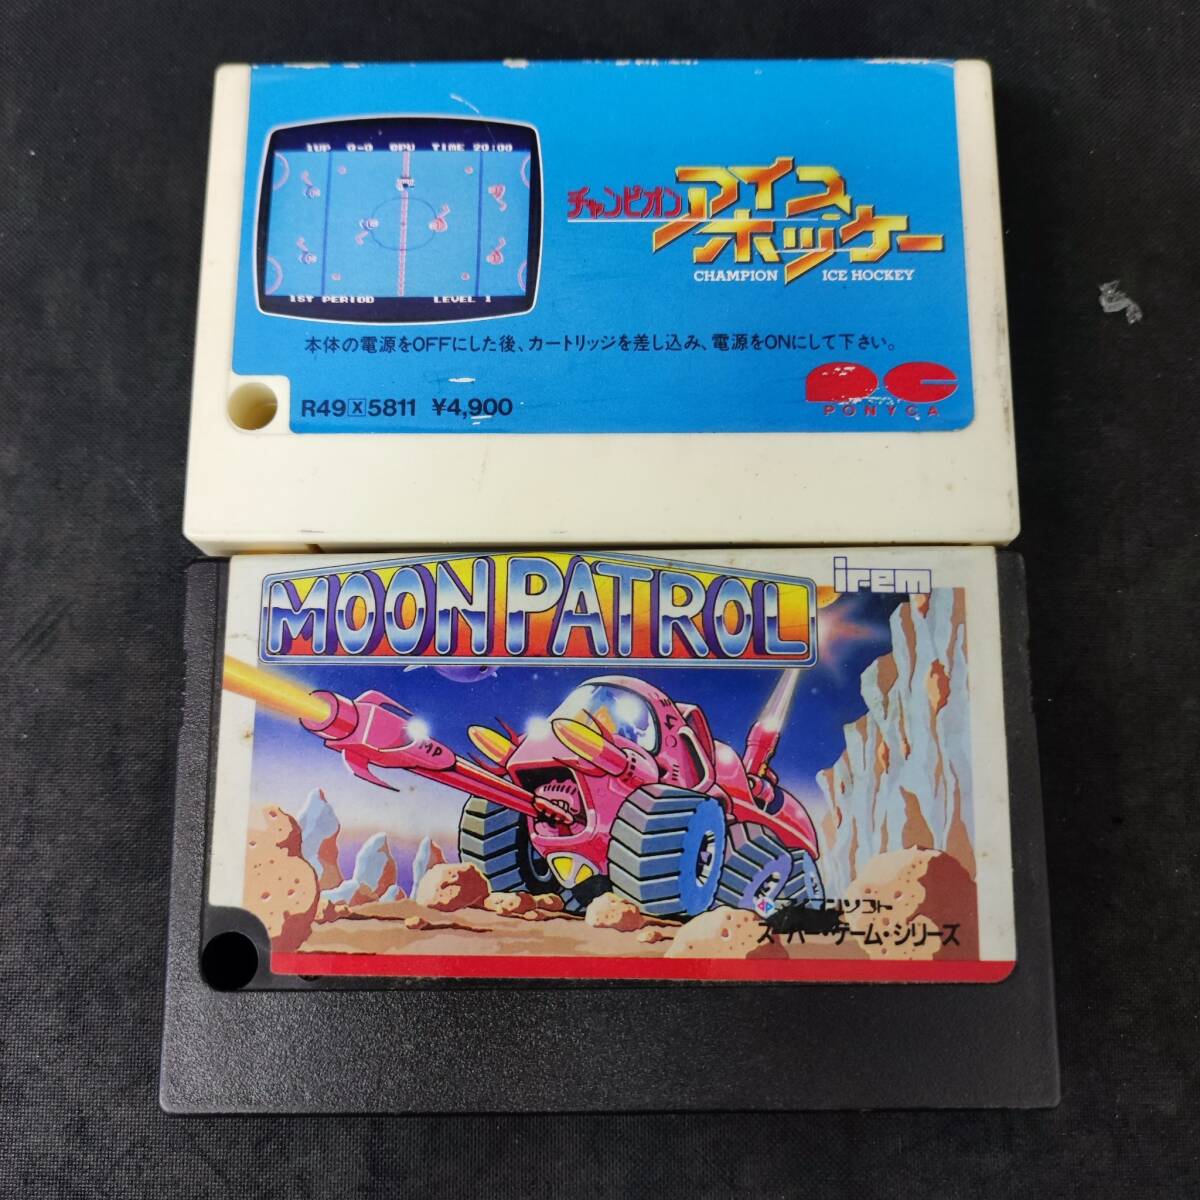 1UP 0-0 CPU TIME 20:00
1ST PERIOD LEVEL 1
チャンピオン アイス
ホッケー
CHAMPION ICE HOCKEY
本体の電源をOFFにした後、カートリッジを差し込み、電源をONにして下さい。
R49X5811 ¥4,900
PC
PONYCA
MOON PATROL
irem
MP
スーパー・ゲーム・シリーズ